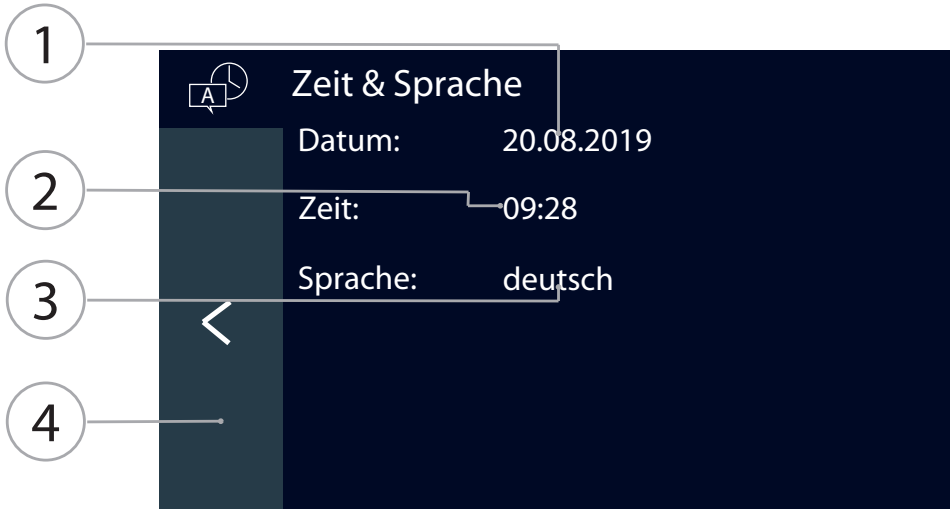 1
A
Zeit & Sprache
Datum: 20.08.2019
2
Zeit: 09:28
Sprache: deutsch
3
4